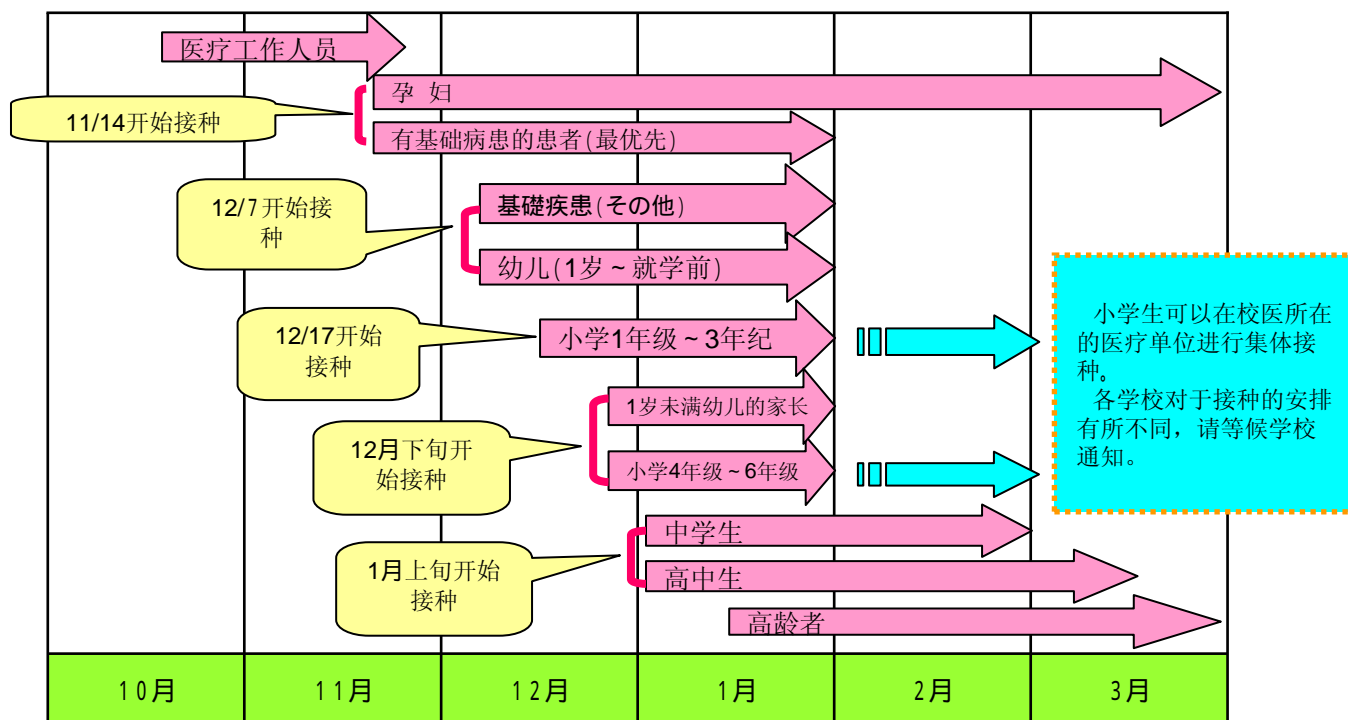 医疗工作人员
孕 妇
11/14开始接种
有基础病患的患者(最优先)
12/7开始接
种
基礎疾患(その他)
幼儿(1岁～就学前)
12/17开始
接种
小学1年级～3年纪
小学生可以在校医所在
的医疗单位进行集体接
种。
各学校对于接种的安排
有所不同，请等候学校
通知。
12月下旬开
始接种
1岁未满幼儿的家长
小学4年级～6年级
1月上旬开始
接种
中学生
高中生
高龄者
10月
11月
12月
1月
2月
3月